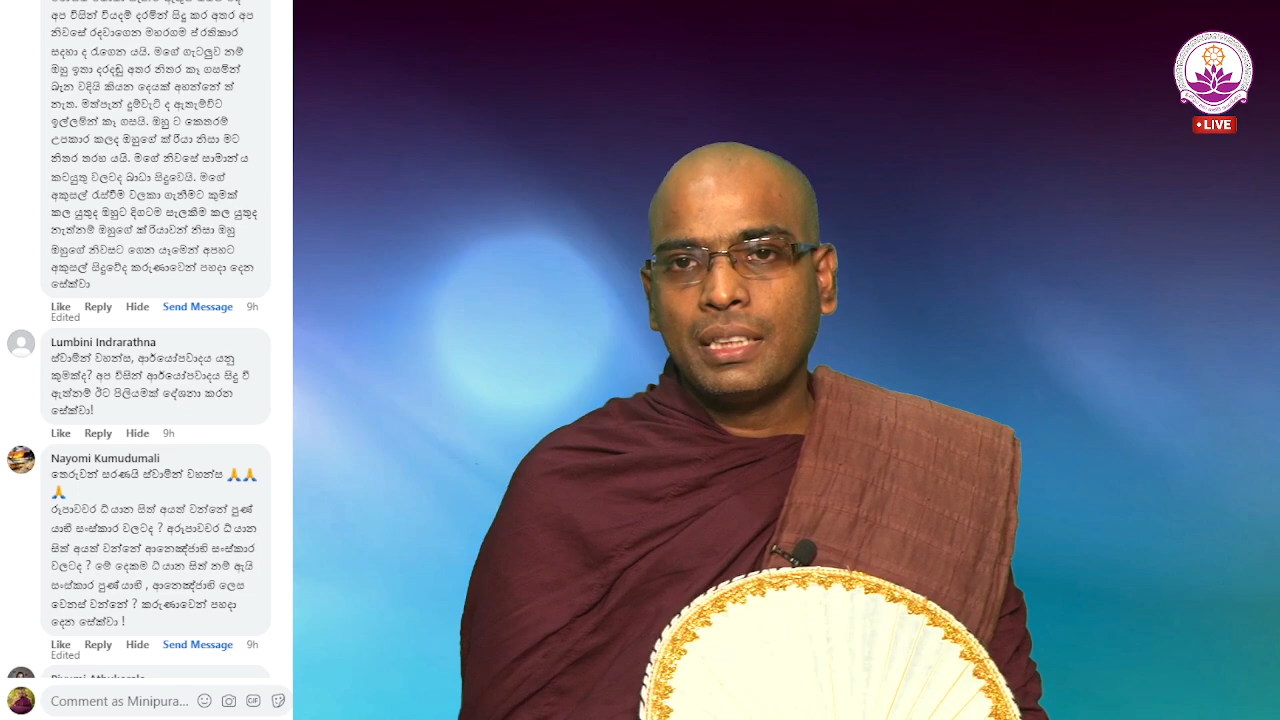 අප විසින් වියදම් දරමින් සිදු කර අතර අප
නිවසේ රදවාගෙන මහරගම ප්‍රතිකාර
සදහා ද රැගෙන යයි. මගේ ගැටලුව නම්
ඔහු ඉතා දරදඬු අතර නිතර කෑ ගසමින්
බැන වදියි කියන දෙයක් අහන්නේ ත්
නැත. මත්පැන් දුම්වැටි ද ඇතැම්විට
ඉල්ලමින් කෑ ගසයි. ඔහු ට කෙතරම්
උපකාර කලද ඔහුගේ ක්‍රියා නිසා මට
නිතර තරහ යයි. මගේ නිවසේ සාමාන්‍ය
කටයුතු වලටද බාධා සිදුවෙයි. මගේ
අකුසල් රැස්වීම වලකා ගැනීමට කුමක්
කල යුතුද ඔහුට දිගටම සැලකීම කල යුතුද
නැත්නම් ඔහුගේ ක්‍රියාවන් නිසා ඔහු
ඔහුගේ නිවසට ගෙන යෑමෙන් අපහට
අකුසල් සිදුවේද කරුණාවෙන් පහදා දෙන
සේක්වා
Like Reply Hide Send Message 9h
Edited
Lumbini Indrarathna
ස්වාමින් වහන්ස, ආර්යෝපවාදය යනු
කුමක්ද? අප විසින් ආර්යෝපවාදය සිදු වී
ඇත්නම් ඊට පිලියමක් දේශනා කරන
සේක්වා!
Like Reply Hide 9h
Nayomi Kumudumali
තෙරුවන් සරණයි ස්වාමින් වහන්ස 🙏🙏
🙏
රූපාවචර ධ්‍යාන සිත් අයත් වන්නේ පුණ්
යාභි සංස්කාර වලටද ? අරූපාවචර ධ්‍යාන
සිත් අයත් වන්නේ ආනෙඤ්ජාභි සංස්කාර
වලටද ? මේ දෙකම ධ්‍යාන සිත් නම් ඇයි
සංස්කාර පුණ්‍යාභි , ආනෙඤ්ජාභි ලෙස
වෙනස් වන්නේ ? කරුණාවෙන් පහදා
දෙන සේක්වා !
Like Reply Hide Send Message 9h
Edited
Comment as Minipura...
GIF
LIVE